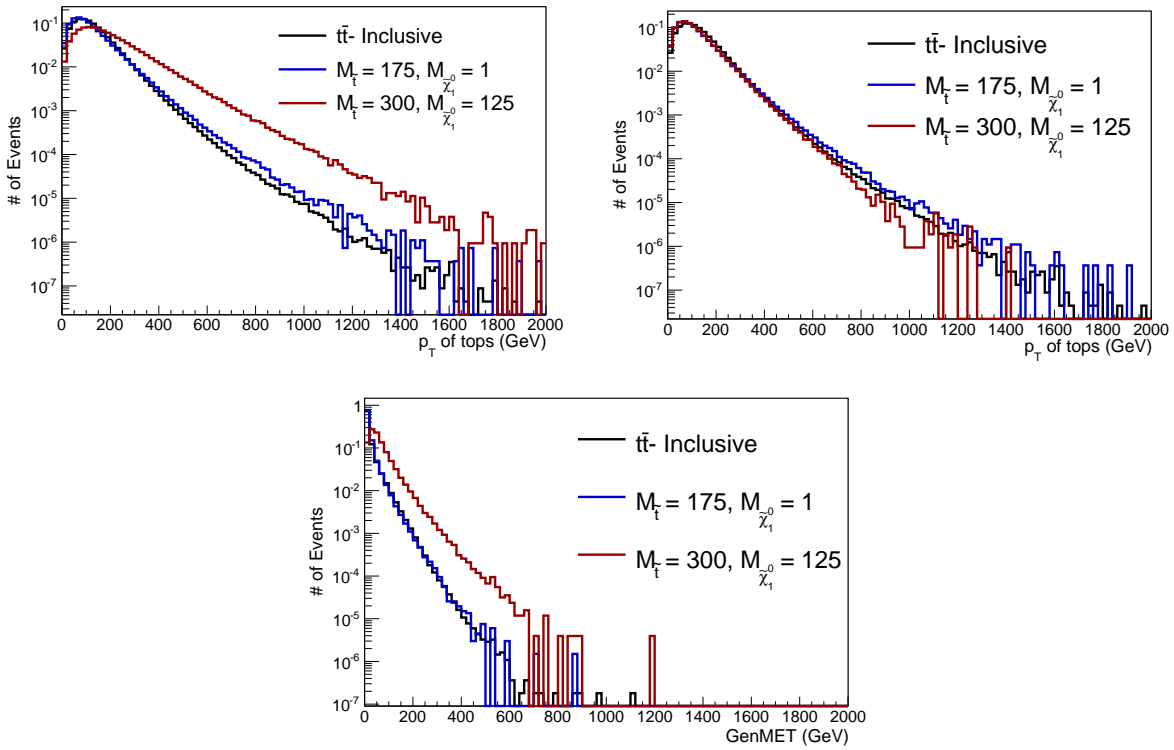 # of Events
10⁻¹
10⁻²
10⁻³
10⁻⁴
10⁻⁵
10⁻⁶
10⁻⁷
tt̄- Inclusive
M_t̃ = 175, M_χ̃₁⁰ = 1
M_t̃ = 300, M_χ̃₁⁰ = 125
0 200 400 600 800 1000 1200 1400 1600 1800 2000
p_T of tops (GeV)
# of Events
10⁻¹
10⁻²
10⁻³
10⁻⁴
10⁻⁵
10⁻⁶
10⁻⁷
tt̄- Inclusive
M_t̃ = 175, M_χ̃₁⁰ = 1
M_t̃ = 300, M_χ̃₁⁰ = 125
0 200 400 600 800 1000 1200 1400 1600 1800 2000
p_T of tops (GeV)
# of Events
1
10⁻¹
10⁻²
10⁻³
10⁻⁴
10⁻⁵
10⁻⁶
10⁻⁷
tt̄- Inclusive
M_t̃ = 175, M_χ̃₁⁰ = 1
M_t̃ = 300, M_χ̃₁⁰ = 125
0 200 400 600 800 1000 1200 1400 1600 1800 2000
GenMET (GeV)